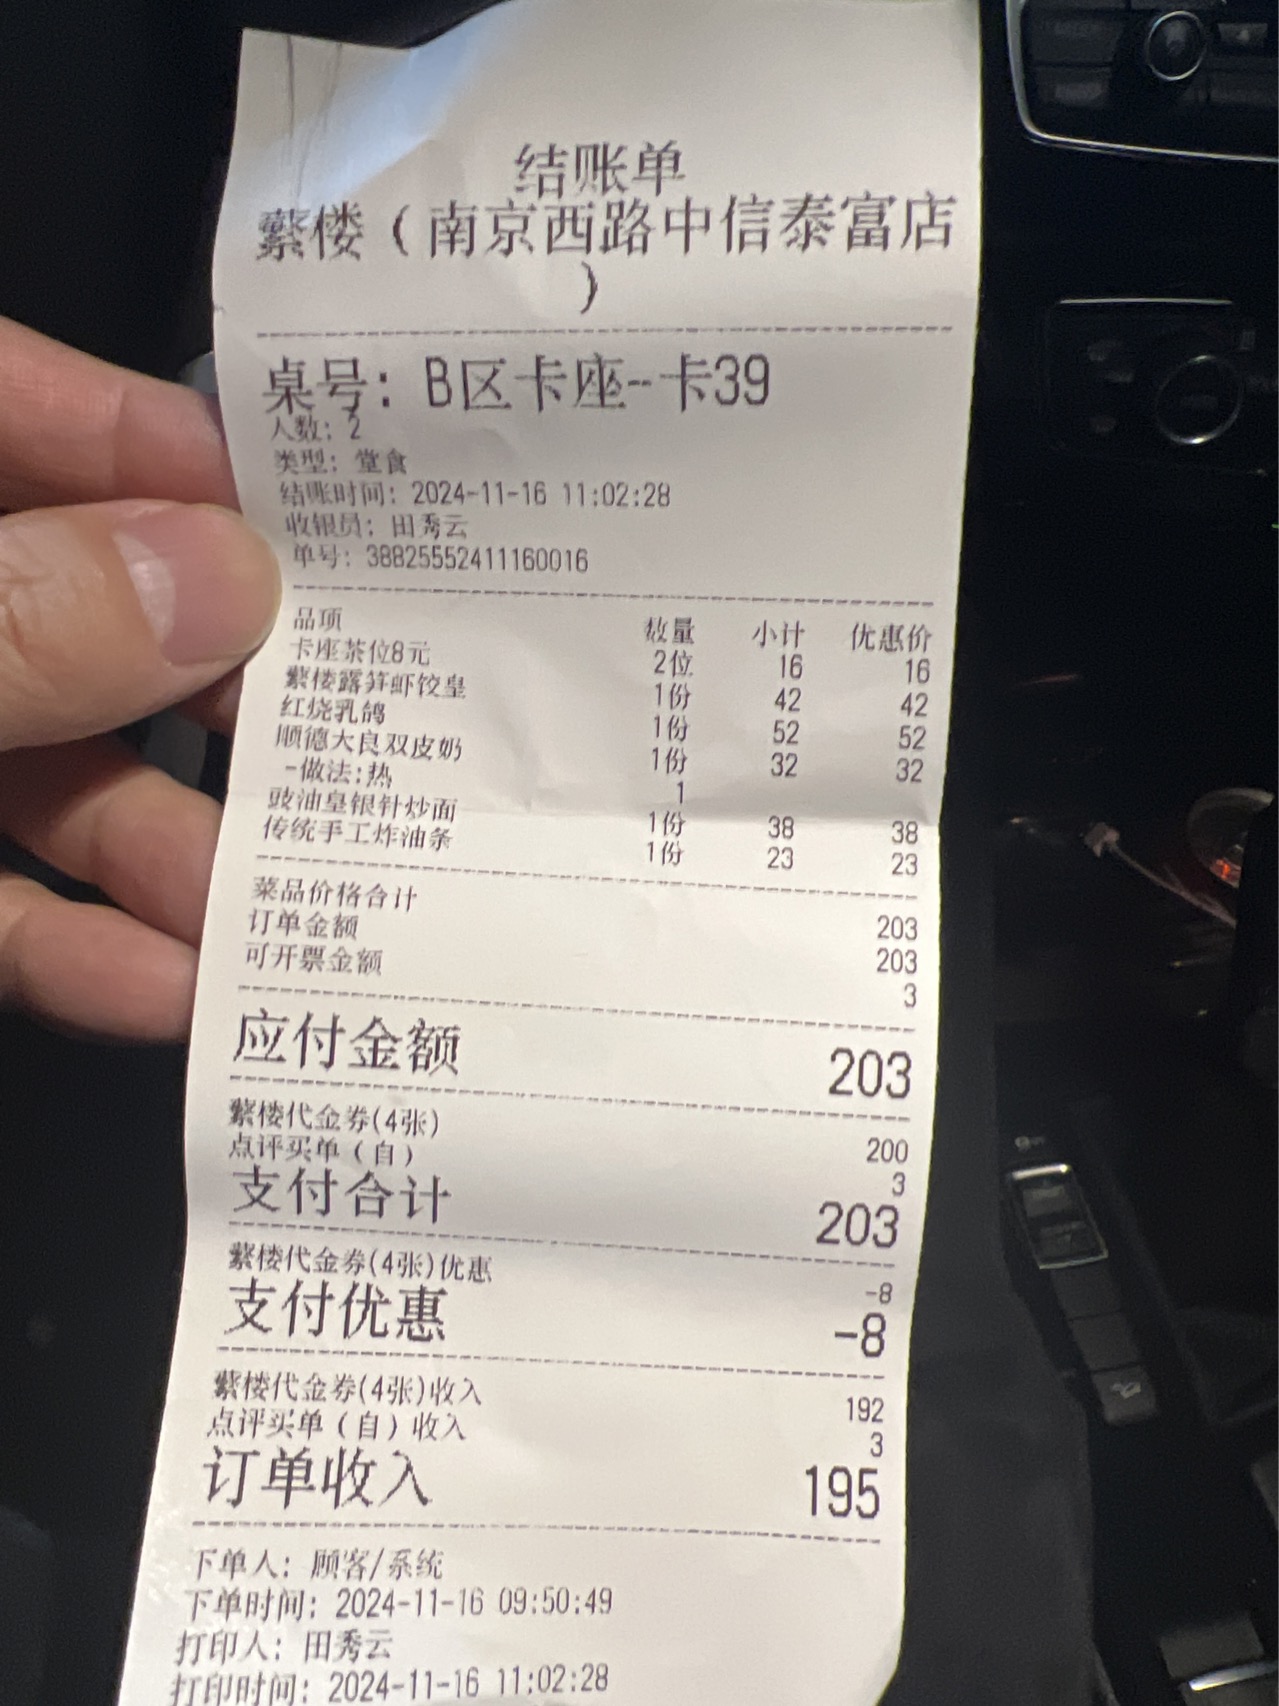 结账单
紫楼（南京西路中信泰富店
）
桌号：B区卡座--卡39
人数：2
类型：堂食
结账时间：2024-11-16 11:02:28
收银员：田秀云
单号：38825552411160016
品项 数量 小计 优惠价
卡座茶位8元 2位 16 16
紫楼露笋虾饺皇 1份 42 42
红烧乳鸽 1份 52 52
顺德大良双皮奶 1份 32 32
-做法:热 1
豉油皇银针炒面 1份 38 38
传统手工炸油条 1份 23 23
菜品价格合计 203
订单金额 203
可开票金额 3
应付金额 203
紫楼代金券(4张) 200
点评买单（自） 3
支付合计 203
紫楼代金券(4张)优惠 -8
支付优惠 -8
紫楼代金券(4张)收入 192
点评买单（自）收入 3
订单收入 195
下单人：顾客/系统
下单时间：2024-11-16 09:50:49
打印人：田秀云
打印时间：2024-11-16 11:02:28